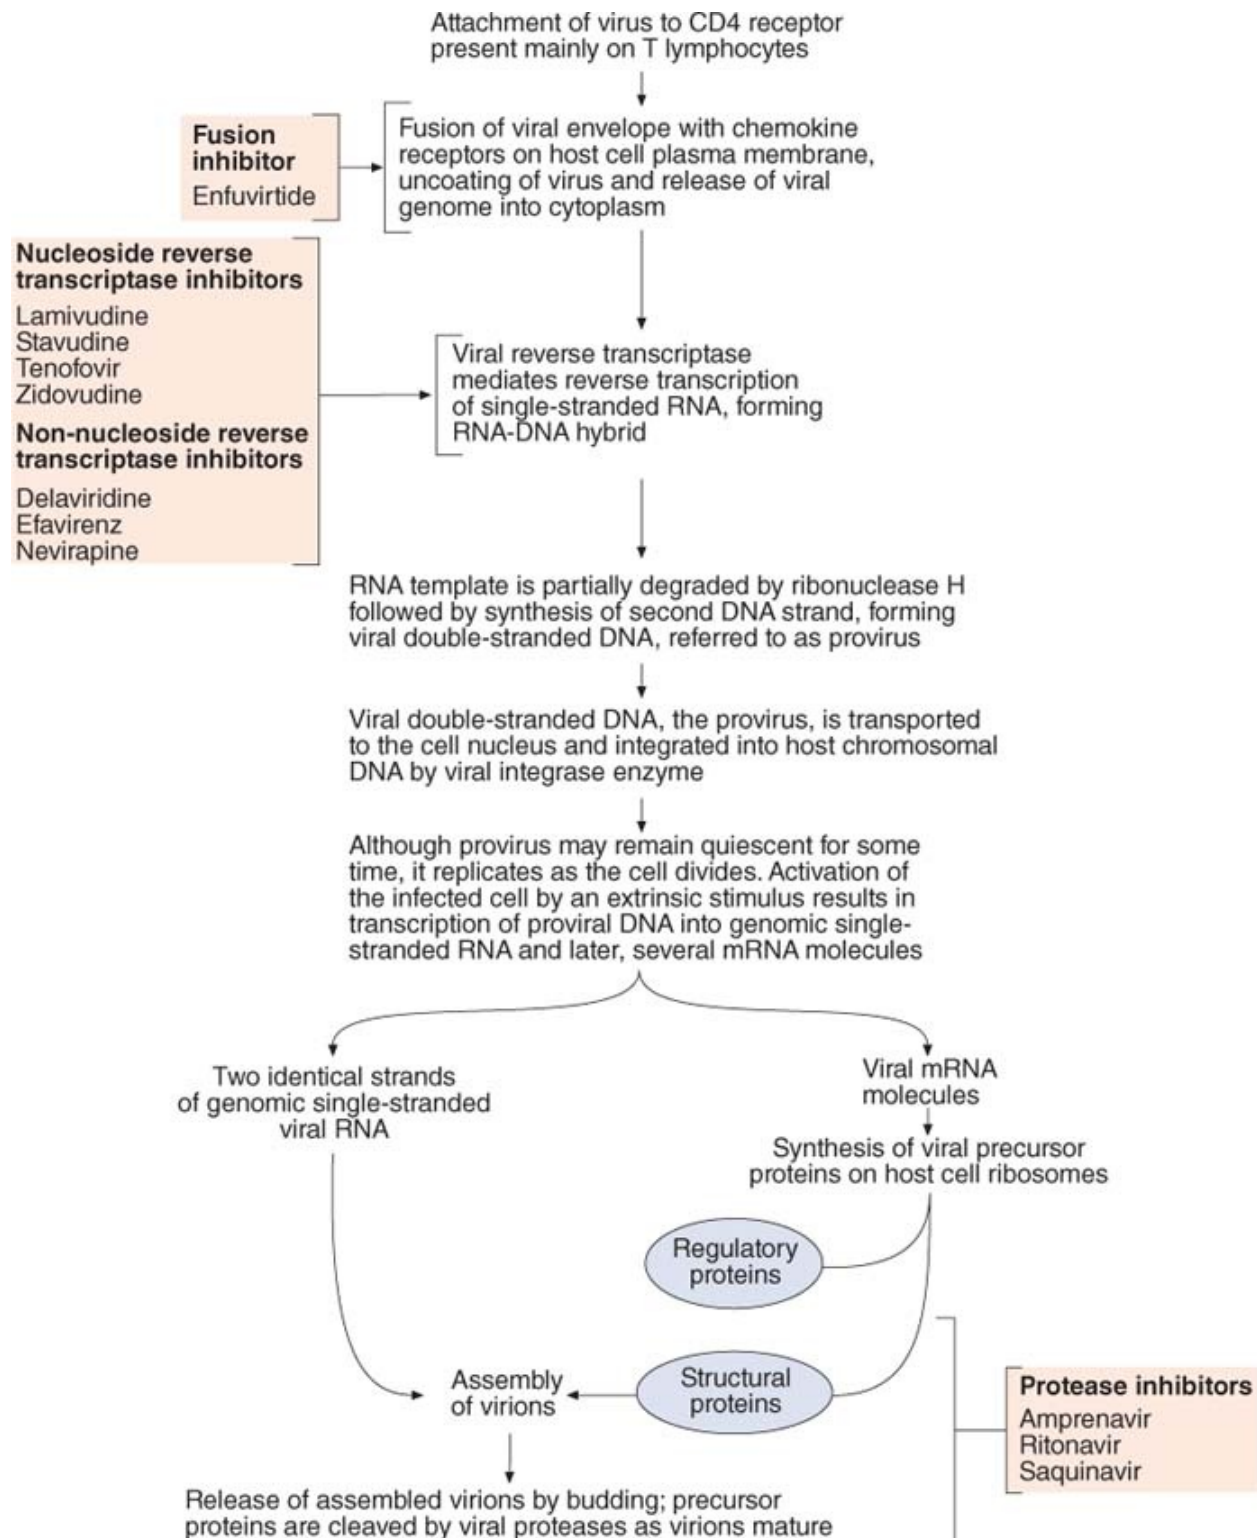 Attachment of virus to CD4 receptor
present mainly on T lymphocytes
Fusion
inhibitor
Enfuvirtide
Fusion of viral envelope with chemokine
receptors on host cell plasma membrane,
uncoating of virus and release of viral
genome into cytoplasm
Nucleoside reverse
transcriptase inhibitors
Lamivudine
Stavudine
Tenofovir
Zidovudine
Non-nucleoside reverse
transcriptase inhibitors
Delaviridine
Efavirenz
Nevirapine
Viral reverse transcriptase
mediates reverse transcription
of single-stranded RNA, forming
RNA-DNA hybrid
RNA template is partially degraded by ribonuclease H
followed by synthesis of second DNA strand, forming
viral double-stranded DNA, referred to as provirus
Viral double-stranded DNA, the provirus, is transported
to the cell nucleus and integrated into host chromosomal
DNA by viral integrase enzyme
Although provirus may remain quiescent for some
time, it replicates as the cell divides. Activation of
the infected cell by an extrinsic stimulus results in
transcription of proviral DNA into genomic single-
stranded RNA and later, several mRNA molecules
Two identical strands
of genomic single-stranded
viral RNA
Viral mRNA
molecules
Synthesis of viral precursor
proteins on host cell ribosomes
Regulatory
proteins
Structural
proteins
Assembly
of virions
Protease inhibitors
Amprenavir
Ritonavir
Saquinavir
Release of assembled virions by budding; precursor
proteins are cleaved by viral proteases as virions mature